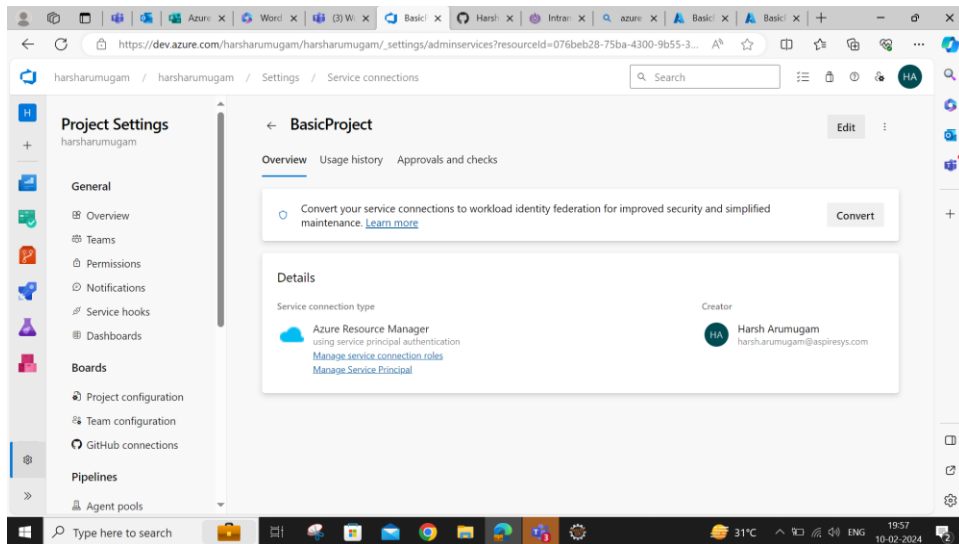 Azure
Word
(3) W
Basic
Harsh
Intran
azure
Basic
Basic
https://dev.azure.com/harsharumugam/harsharumugam/_settings/adminservices?resourceId=076beb28-75ba-4300-9b55-3...
harsharumugam / harsharumugam / Settings / Service connections
Search
HA
H
Project Settings
harsharumugam
General
Overview
Teams
Permissions
Notifications
Service hooks
Dashboards
Boards
Project configuration
Team configuration
GitHub connections
Pipelines
Agent pools
BasicProject
Edit
Overview Usage history Approvals and checks
Convert your service connections to workload identity federation for improved security and simplified
maintenance. Learn more
Convert
Details
Service connection type
Azure Resource Manager
using service principal authentication
Manage service connection roles
Manage Service Principal
Creator
HA
Harsh Arumugam
harsh.arumugam@aspiresys.com
Type here to search
31°C
ENG
19:57
10-02-2024